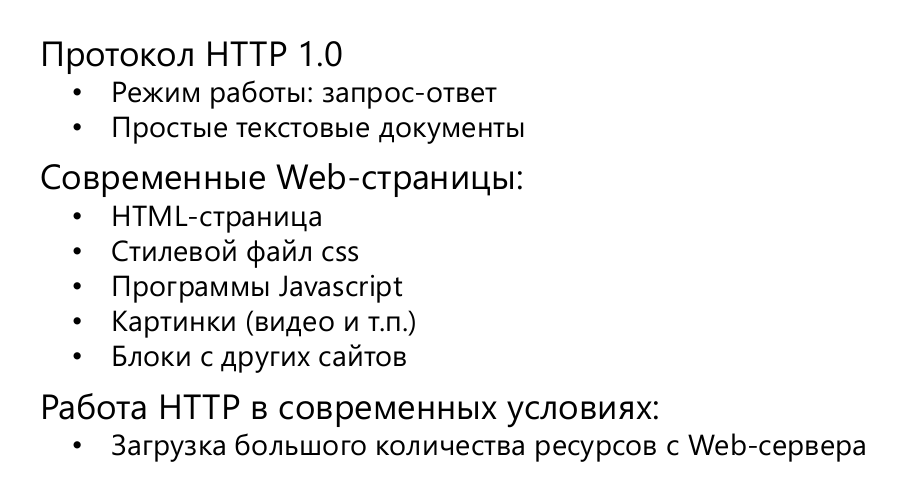 Протокол HTTP 1.0
• Режим работы: запрос-ответ
• Простые текстовые документы
Современные Web-страницы:
• HTML-страница
• Стилевой файл css
• Программы Javascript
• Картинки (видео и т.п.)
• Блоки с других сайтов
Работа HTTP в современных условиях:
• Загрузка большого количества ресурсов с Web-сервера